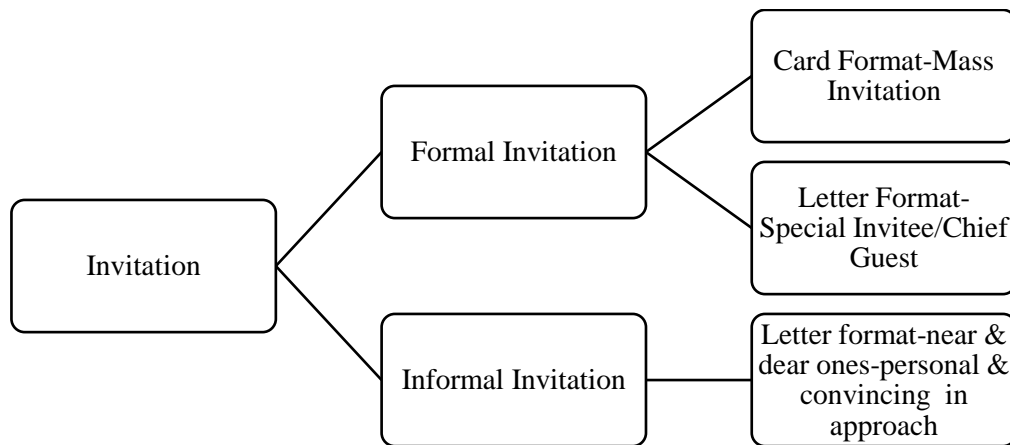 Card Format-Mass
Invitation
Formal Invitation
Letter Format-
Special Invitee/Chief
Guest
Invitation
Informal Invitation
Letter format-near &
dear ones-personal &
convincing in
approach